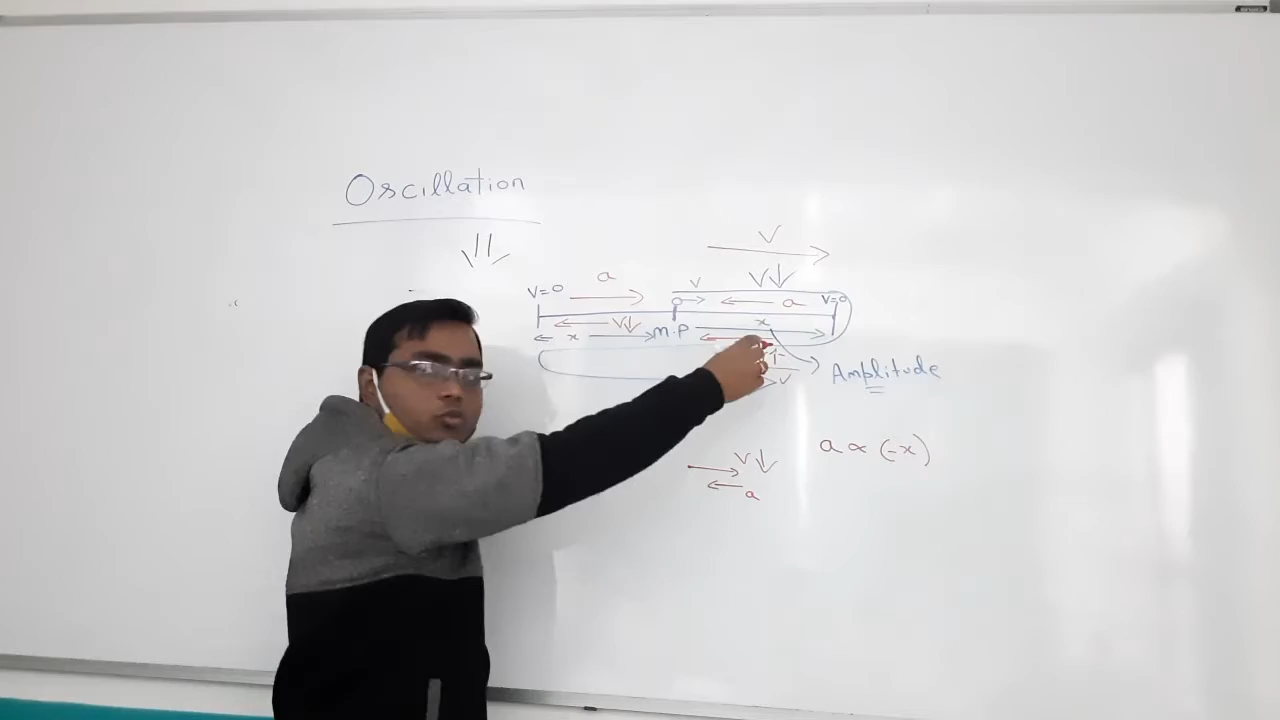 Oscillation
V
a
V=0
V
V↓
a
V=0
x
V↓
M.P
x
V
Amplitude
a ∝ (-x)
V↓
a